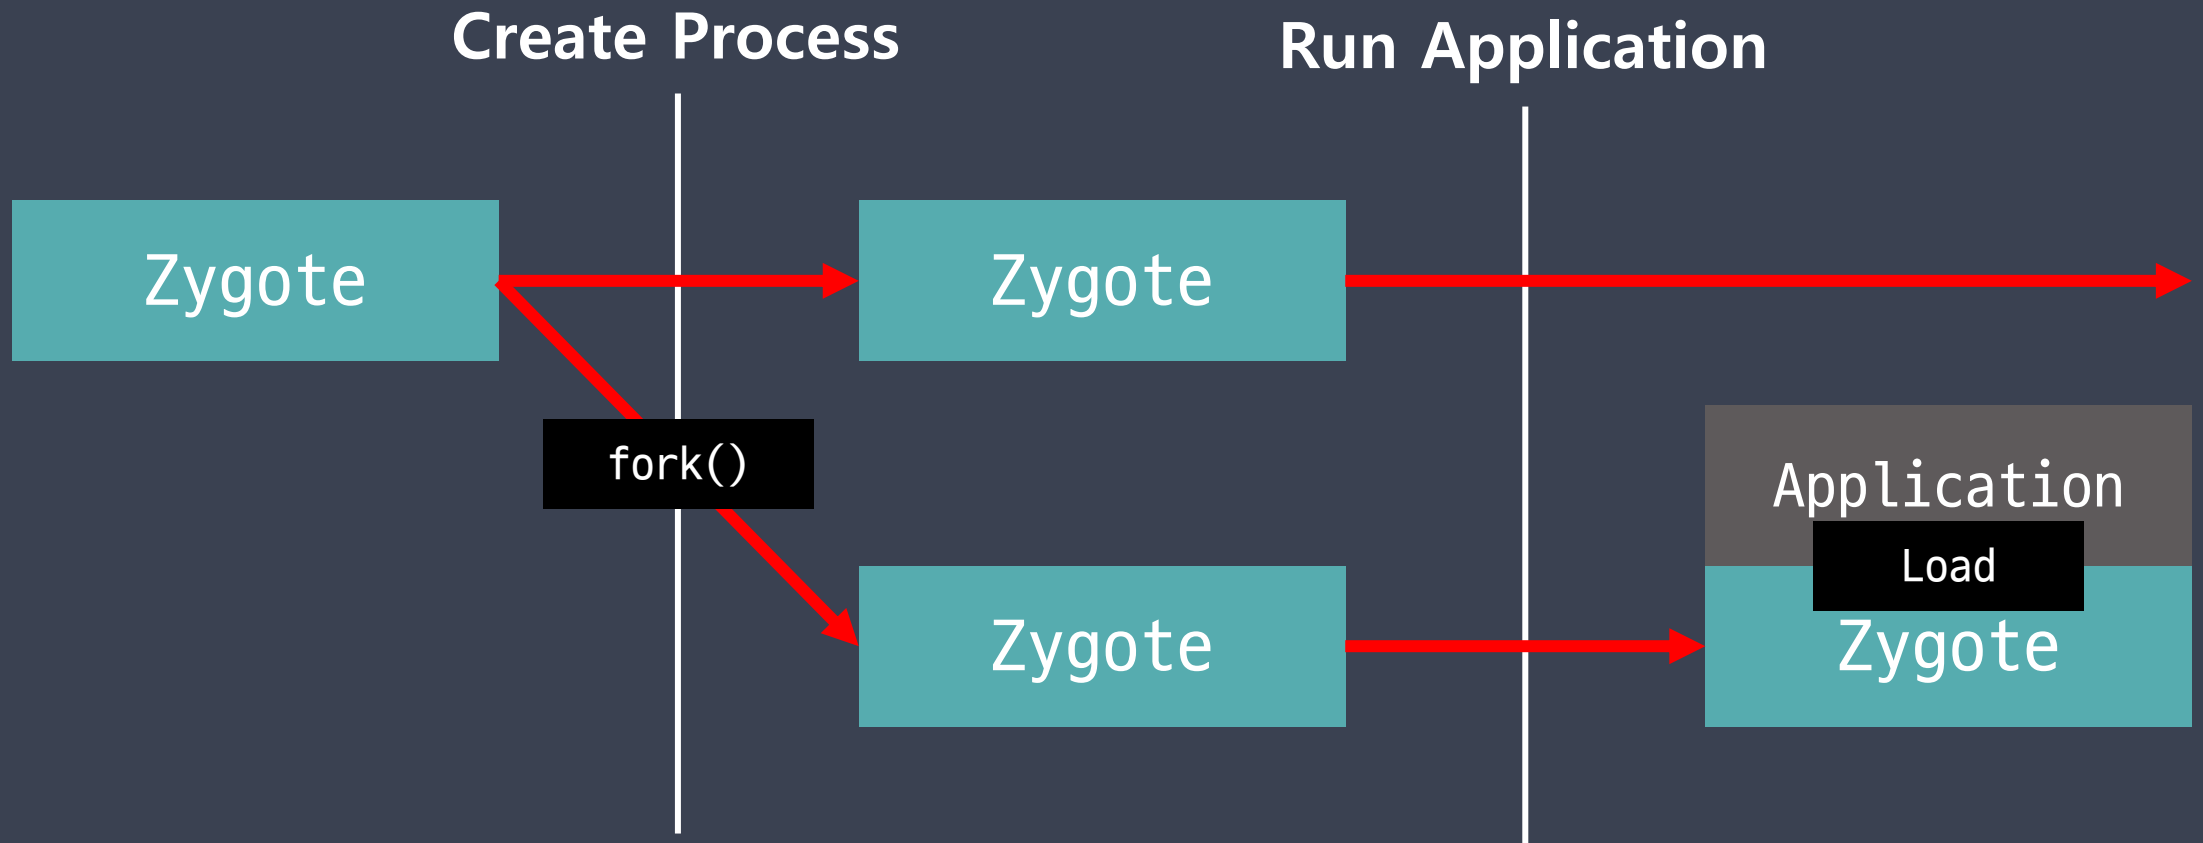 Create Process
Run Application
Zygote
Zygote
fork()
Application
Load
Zygote
Zygote